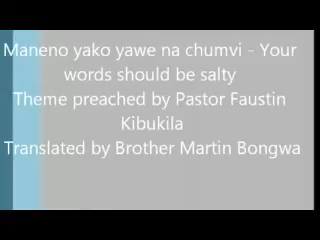 Maneno yako yawe na chumvi - Your
words should be salty
Theme preached by Pastor Faustin
Kibukila
Translated by Brother Martin Bongwa